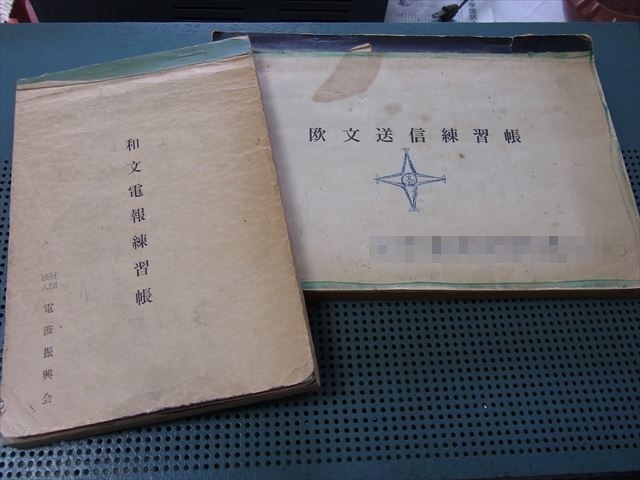 和文電報練習帳
財団
法人
電波振興会
欧文送信練習帳